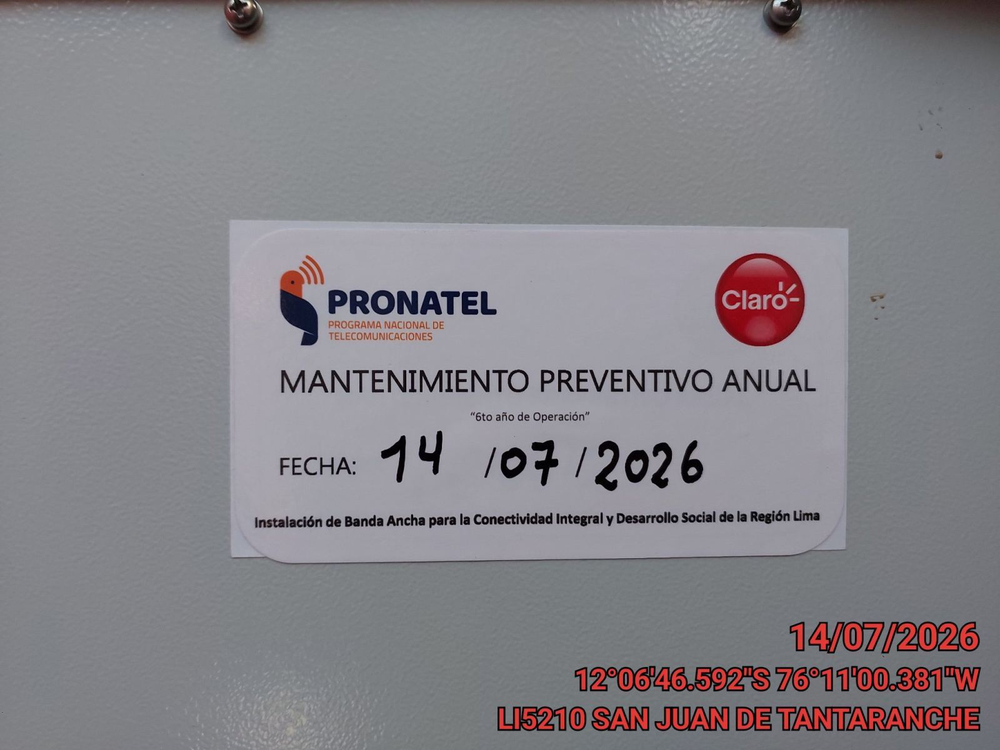 PRONATEL
PROGRAMA NACIONAL DE
TELECOMUNICACIONES
Claro
MANTENIMIENTO PREVENTIVO ANUAL
“6to año de Operación”
FECHA: 14 /07 /2026
Instalación de Banda Ancha para la Conectividad Integral y Desarrollo Social de la Región Lima
14/07/2026
12°06'46.592"S 76°11'00.381"W
LI5210 SAN JUAN DE TANTARANCHE